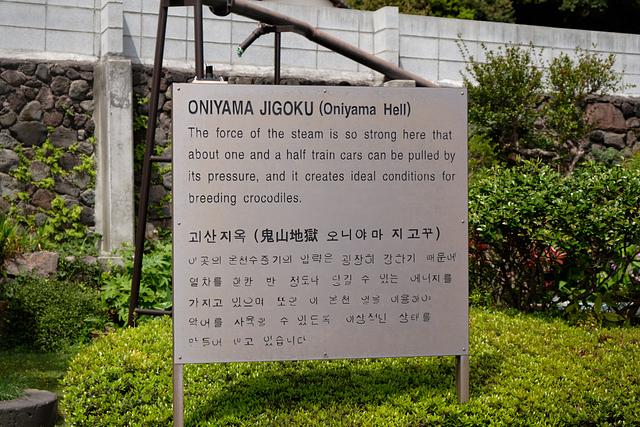 ONIYAMA JIGOKU (Oniyama Hell)
The force of the steam is so strong here that
about one and a half train cars can be pulled by
its pressure, and it creates ideal conditions for
breeding crocodiles.
괴산지옥 (鬼山地獄 오니야마 지고꾸)
이곳의 온천수증기의 압력은 굉장히 강하기 때문에
열차를 한칸 반 정도나 당길 수 있는 에너지를
가지고 있으며 또한 이 온천 열을 이용하여
악어를 사육할 수 있도록 이상적인 상태를
만들어 내고 있습니다